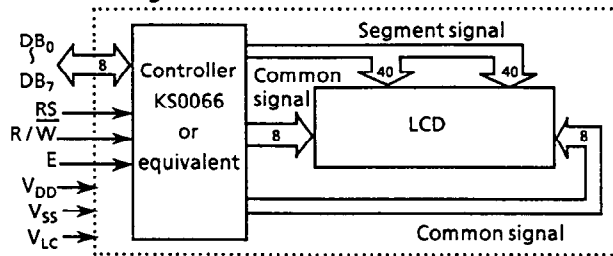 Segment signal
DB0
DB7
8
40
40
Controller
KS0066
or
equivalent
Common
signal
8
LCD
8
RS
R / W̅
E
VDD
VSS
VLC
Common signal